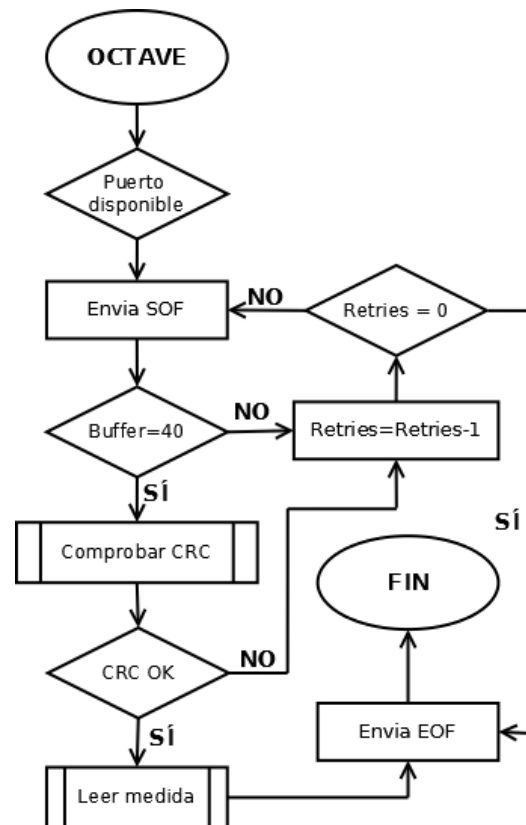 OCTAVE
Puerto
disponible
Envia SOF
NO
Retries = 0
Buffer=40
NO
Retries=Retries-1
SÍ
Comprobar CRC
SÍ
FIN
CRC OK
NO
SÍ
Envia EOF
Leer medida